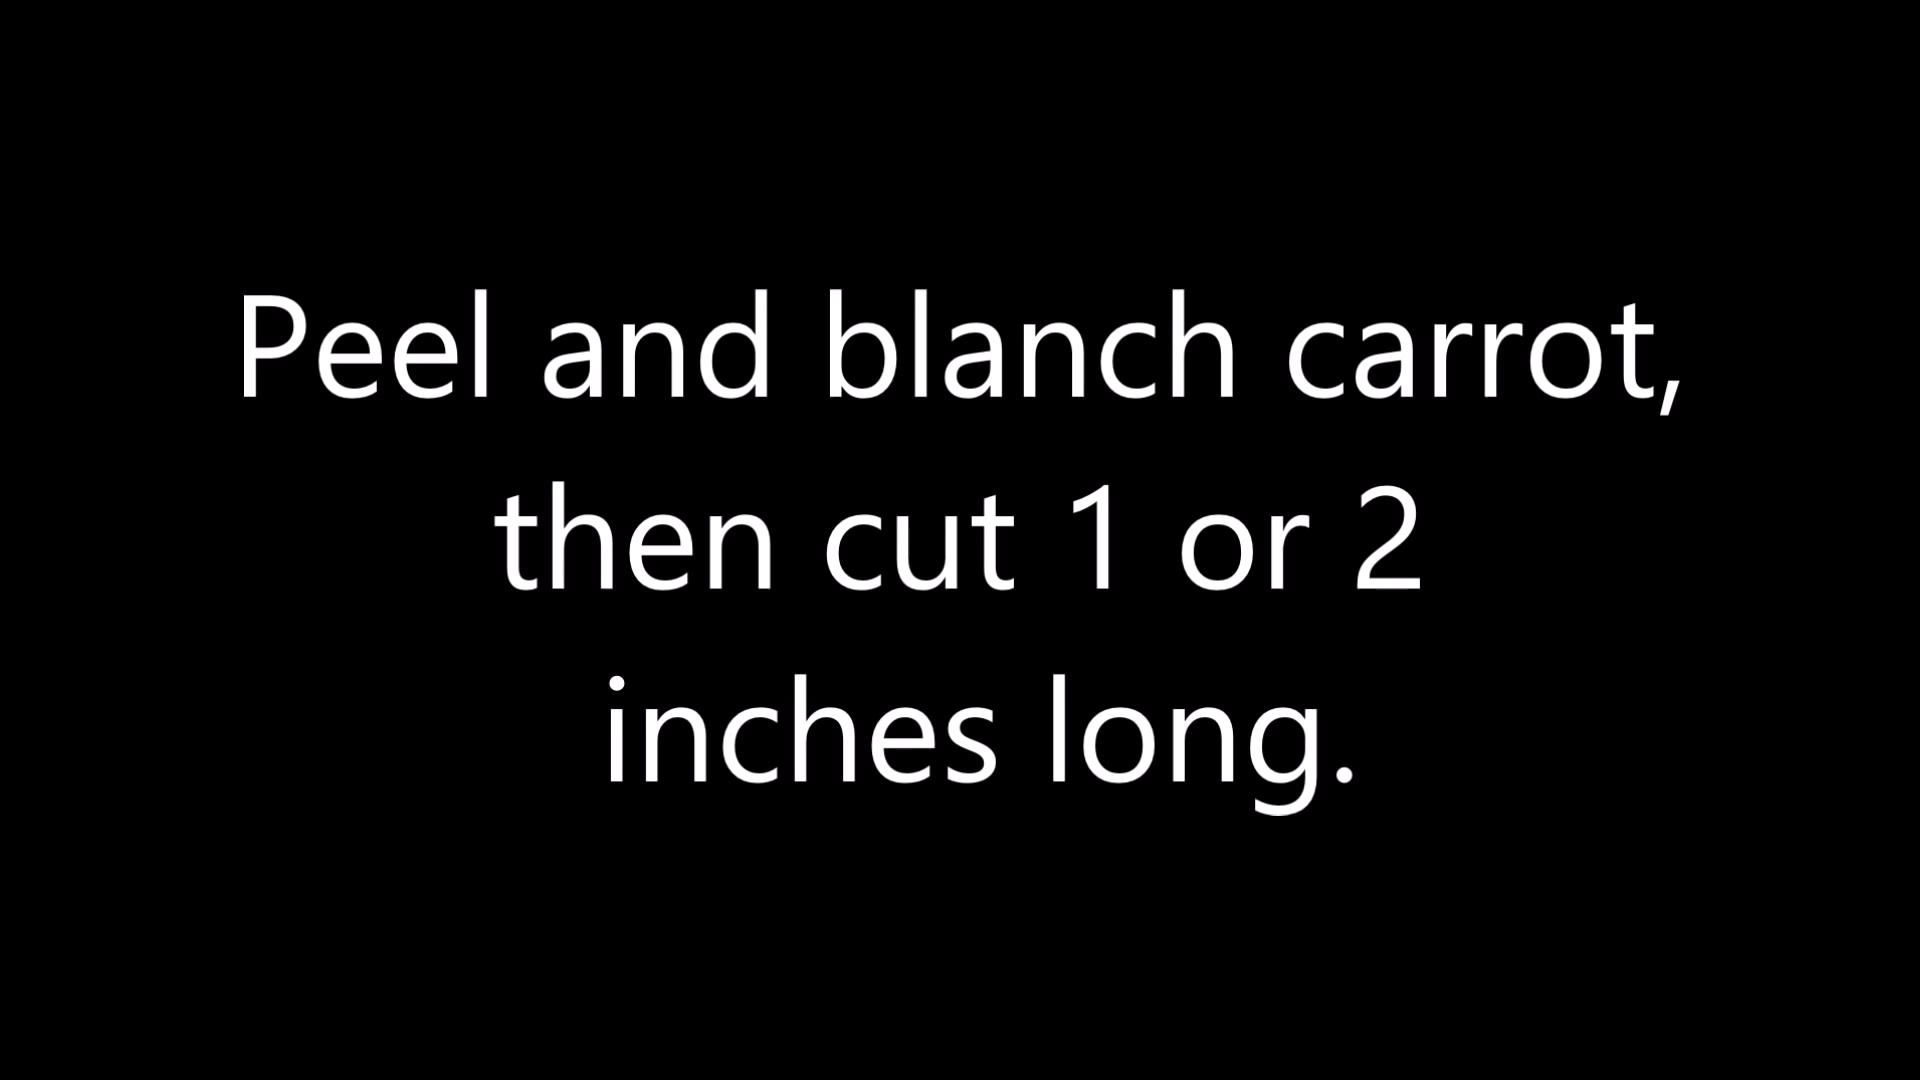 Peel and blanch carrot,
then cut 1 or 2
inches long.